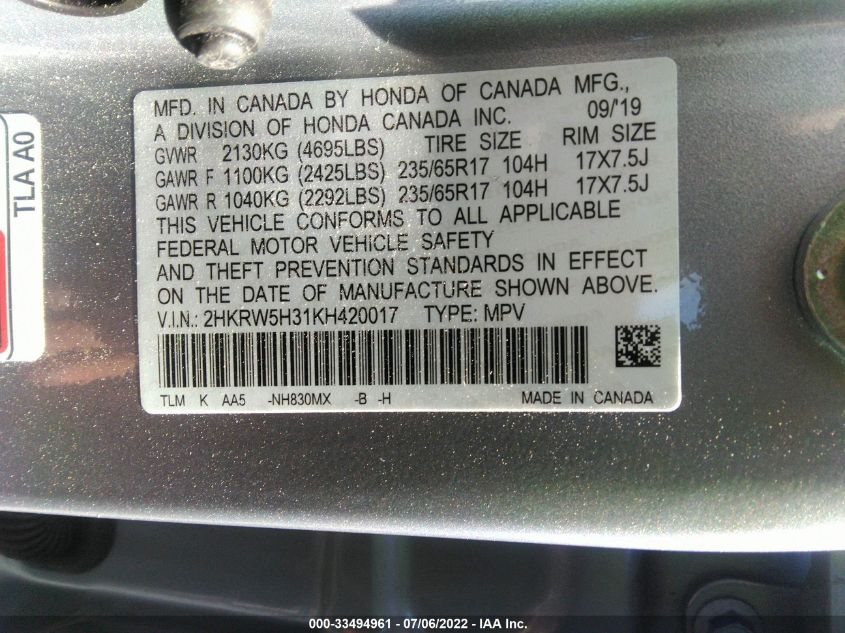 TLA A0
MFD. IN CANADA BY HONDA OF CANADA MFG.,
A DIVISION OF HONDA CANADA INC. 09/'19
GVWR 2130KG (4695LBS) TIRE SIZE RIM SIZE
GAWR F 1100KG (2425LBS) 235/65R17 104H 17X7.5J
GAWR R 1040KG (2292LBS) 235/65R17 104H 17X7.5J
THIS VEHICLE CONFORMS TO ALL APPLICABLE
FEDERAL MOTOR VEHICLE SAFETY
AND THEFT PREVENTION STANDARDS IN EFFECT
ON THE DATE OF MANUFACTURE SHOWN ABOVE.
V.I.N.: 2HKRW5H31KH420017 TYPE: MPV
TLM K AA5 -NH830MX -B -H MADE IN CANADA
000-33494961 - 07/06/2022 - IAA Inc.